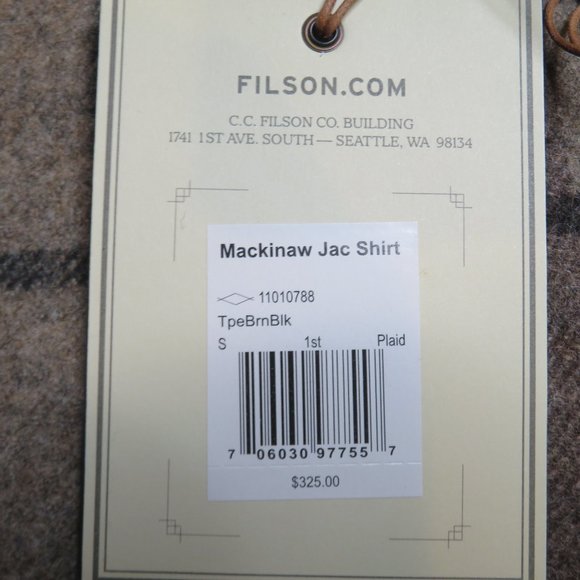 FILSON.COM
C.C. FILSON CO. BUILDING
1741 1ST AVE. SOUTH — SEATTLE, WA 98134
Mackinaw Jac Shirt
11010788
TpeBrnBlk
S 1st Plaid
7 06030 97755 7
$325.00